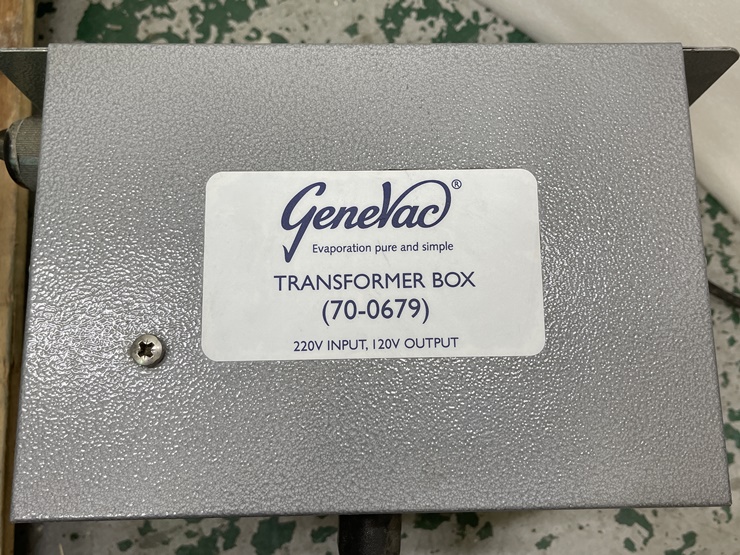 GeneVac®
Evaporation pure and simple
TRANSFORMER BOX
(70-0679)
220V INPUT, 120V OUTPUT